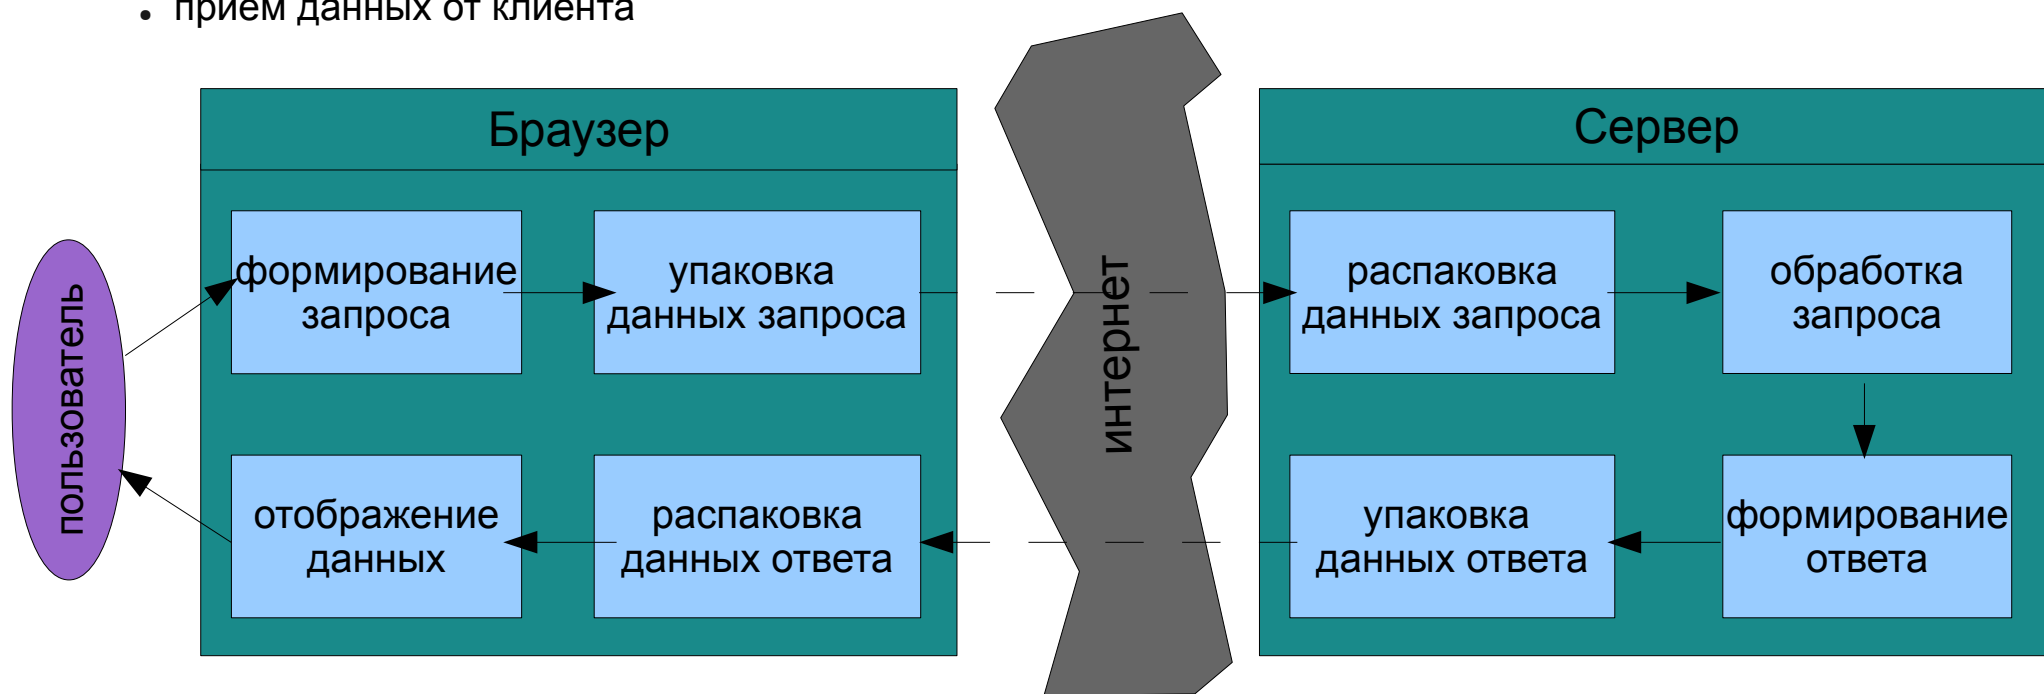 • прием данных от клиента
Браузер
Сервер
формирование
запроса
упаковка
данных запроса
распаковка
данных запроса
обработка
запроса
пользователь
интернет
отображение
данных
распаковка
данных ответа
упаковка
данных ответа
формирование
ответа